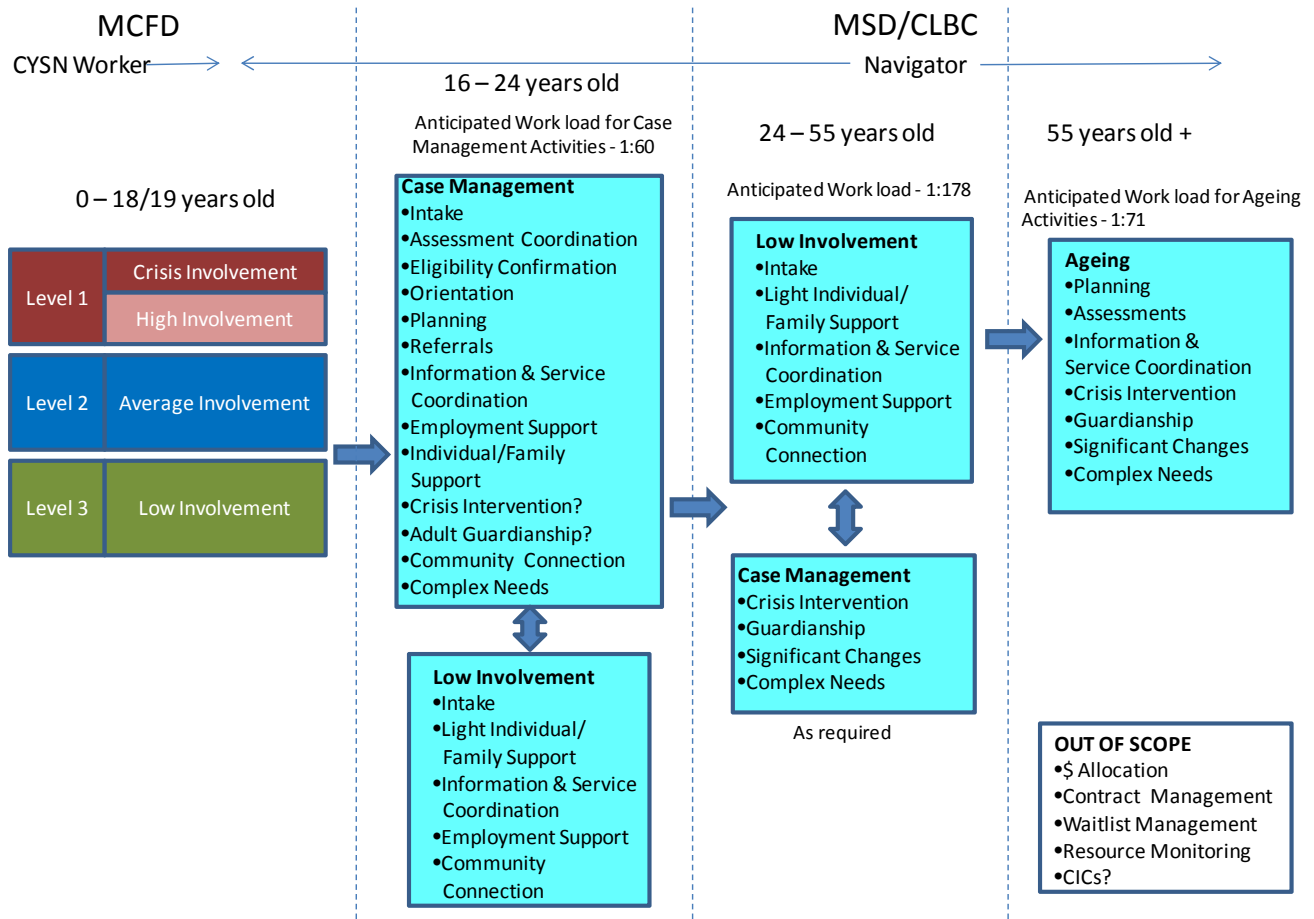 MCFD
MSD/CLBC
CYSN Worker
Navigator
0 – 18/19 years old
Level 1
Crisis Involvement
High Involvement
Level 2
Average Involvement
Level 3
Low Involvement
16 – 24 years old
Anticipated Work load for Case
Management Activities - 1:60
Case Management
•Intake
•Assessment Coordination
•Eligibility Confirmation
•Orientation
•Planning
•Referrals
•Information & Service
Coordination
•Employment Support
•Individual/Family
Support
•Crisis Intervention?
•Adult Guardianship?
•Community Connection
•Complex Needs
Low Involvement
•Intake
•Light Individual/
Family Support
•Information & Service
Coordination
•Employment Support
•Community
Connection
24 – 55 years old
Anticipated Work load - 1:178
Low Involvement
•Intake
•Light Individual/
Family Support
•Information & Service
Coordination
•Employment Support
•Community
Connection
Case Management
•Crisis Intervention
•Guardianship
•Significant Changes
•Complex Needs
As required
55 years old +
Anticipated Work load for Ageing
Activities - 1:71
Ageing
•Planning
•Assessments
•Information &
Service Coordination
•Crisis Intervention
•Guardianship
•Significant Changes
•Complex Needs
OUT OF SCOPE
•$ Allocation
•Contract Management
•Waitlist Management
•Resource Monitoring
•CICs?